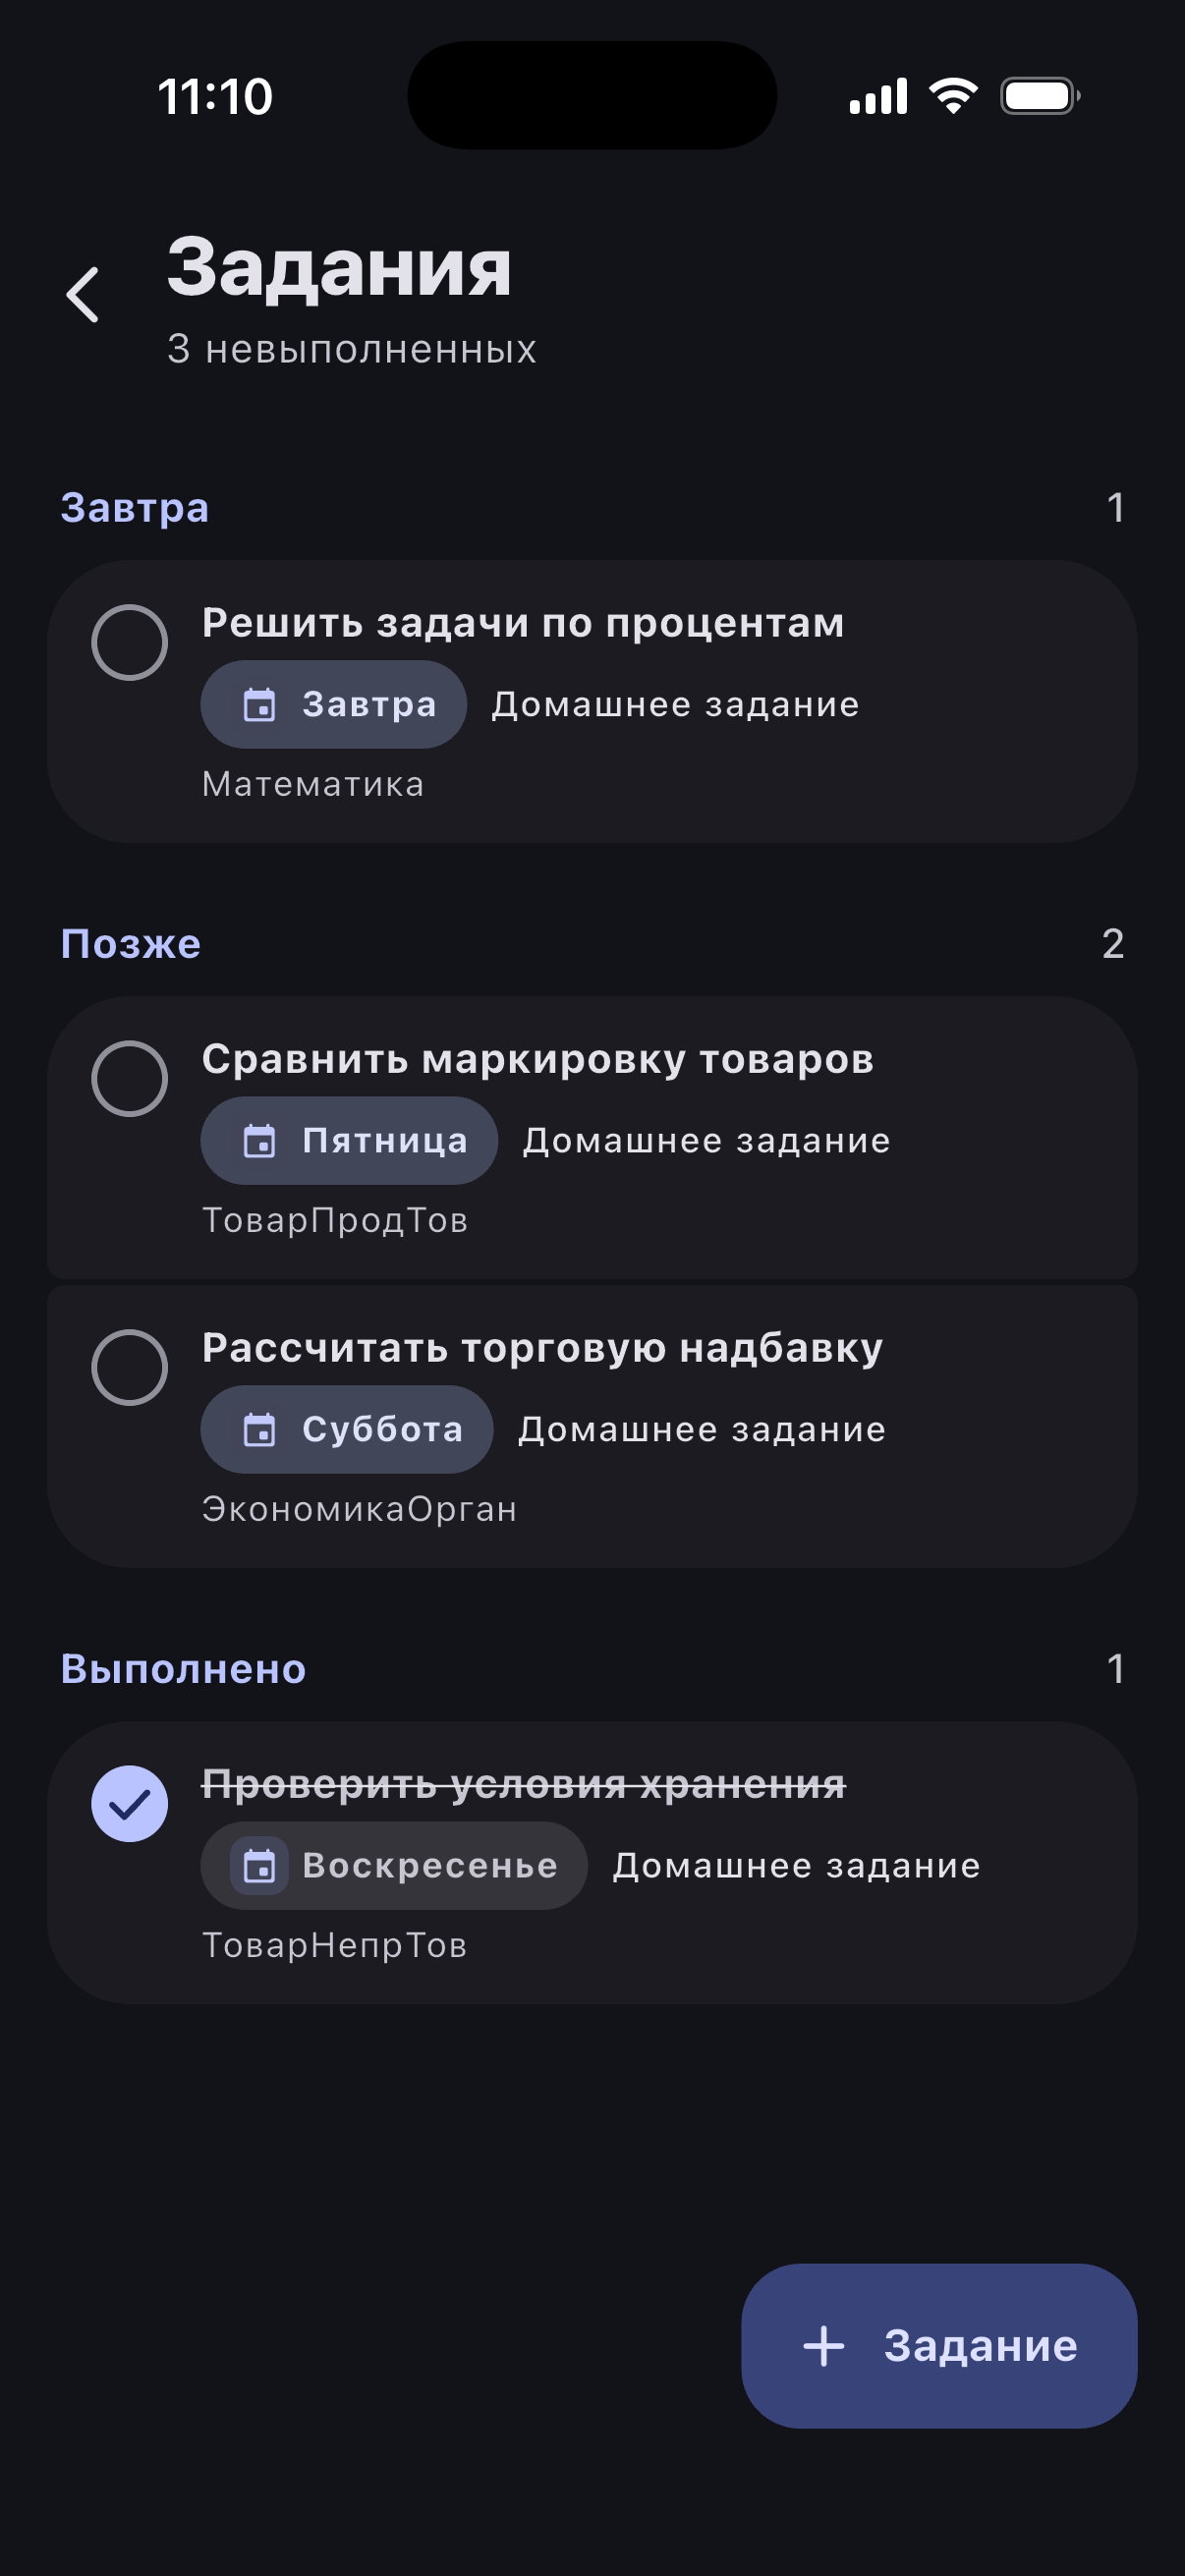 11:10
Задания
3 невыполненных
Завтра 1
Решить задачи по процентам
Завтра Домашнее задание
Математика
Позже 2
Сравнить маркировку товаров
Пятница Домашнее задание
ТоварПродТов
Рассчитать торговую надбавку
Суббота Домашнее задание
ЭкономикаОрган
Выполнено 1
Проверить условия хранения
Воскресенье Домашнее задание
ТоварНепрТов
+ Задание